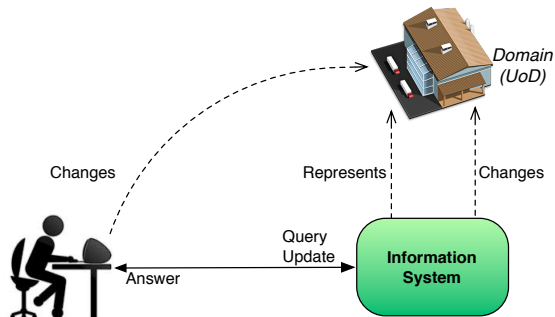 Domain
(UoD)
Changes
Represents
Changes
Query
Update
Answer
Information
System